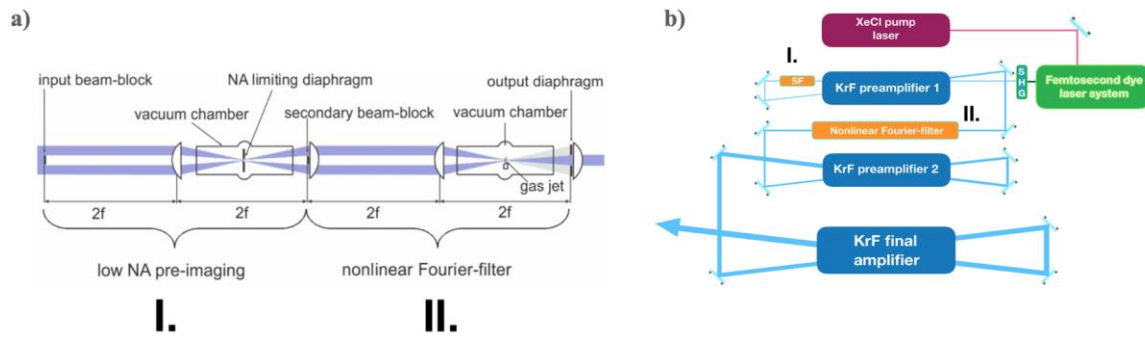 a)
input beam-block
NA limiting diaphragm
output diaphragm
vacuum chamber
secondary beam-block
vacuum chamber
gas jet
2f
2f
2f
2f
low NA pre-imaging
nonlinear Fourier-filter
I.
II.
b)
XeCl pump
laser
I.
SF
KrF preamplifier 1
S
H
G
Femtosecond dye
laser system
II.
Nonlinear Fourier-filter
KrF preamplifier 2
KrF final
amplifier